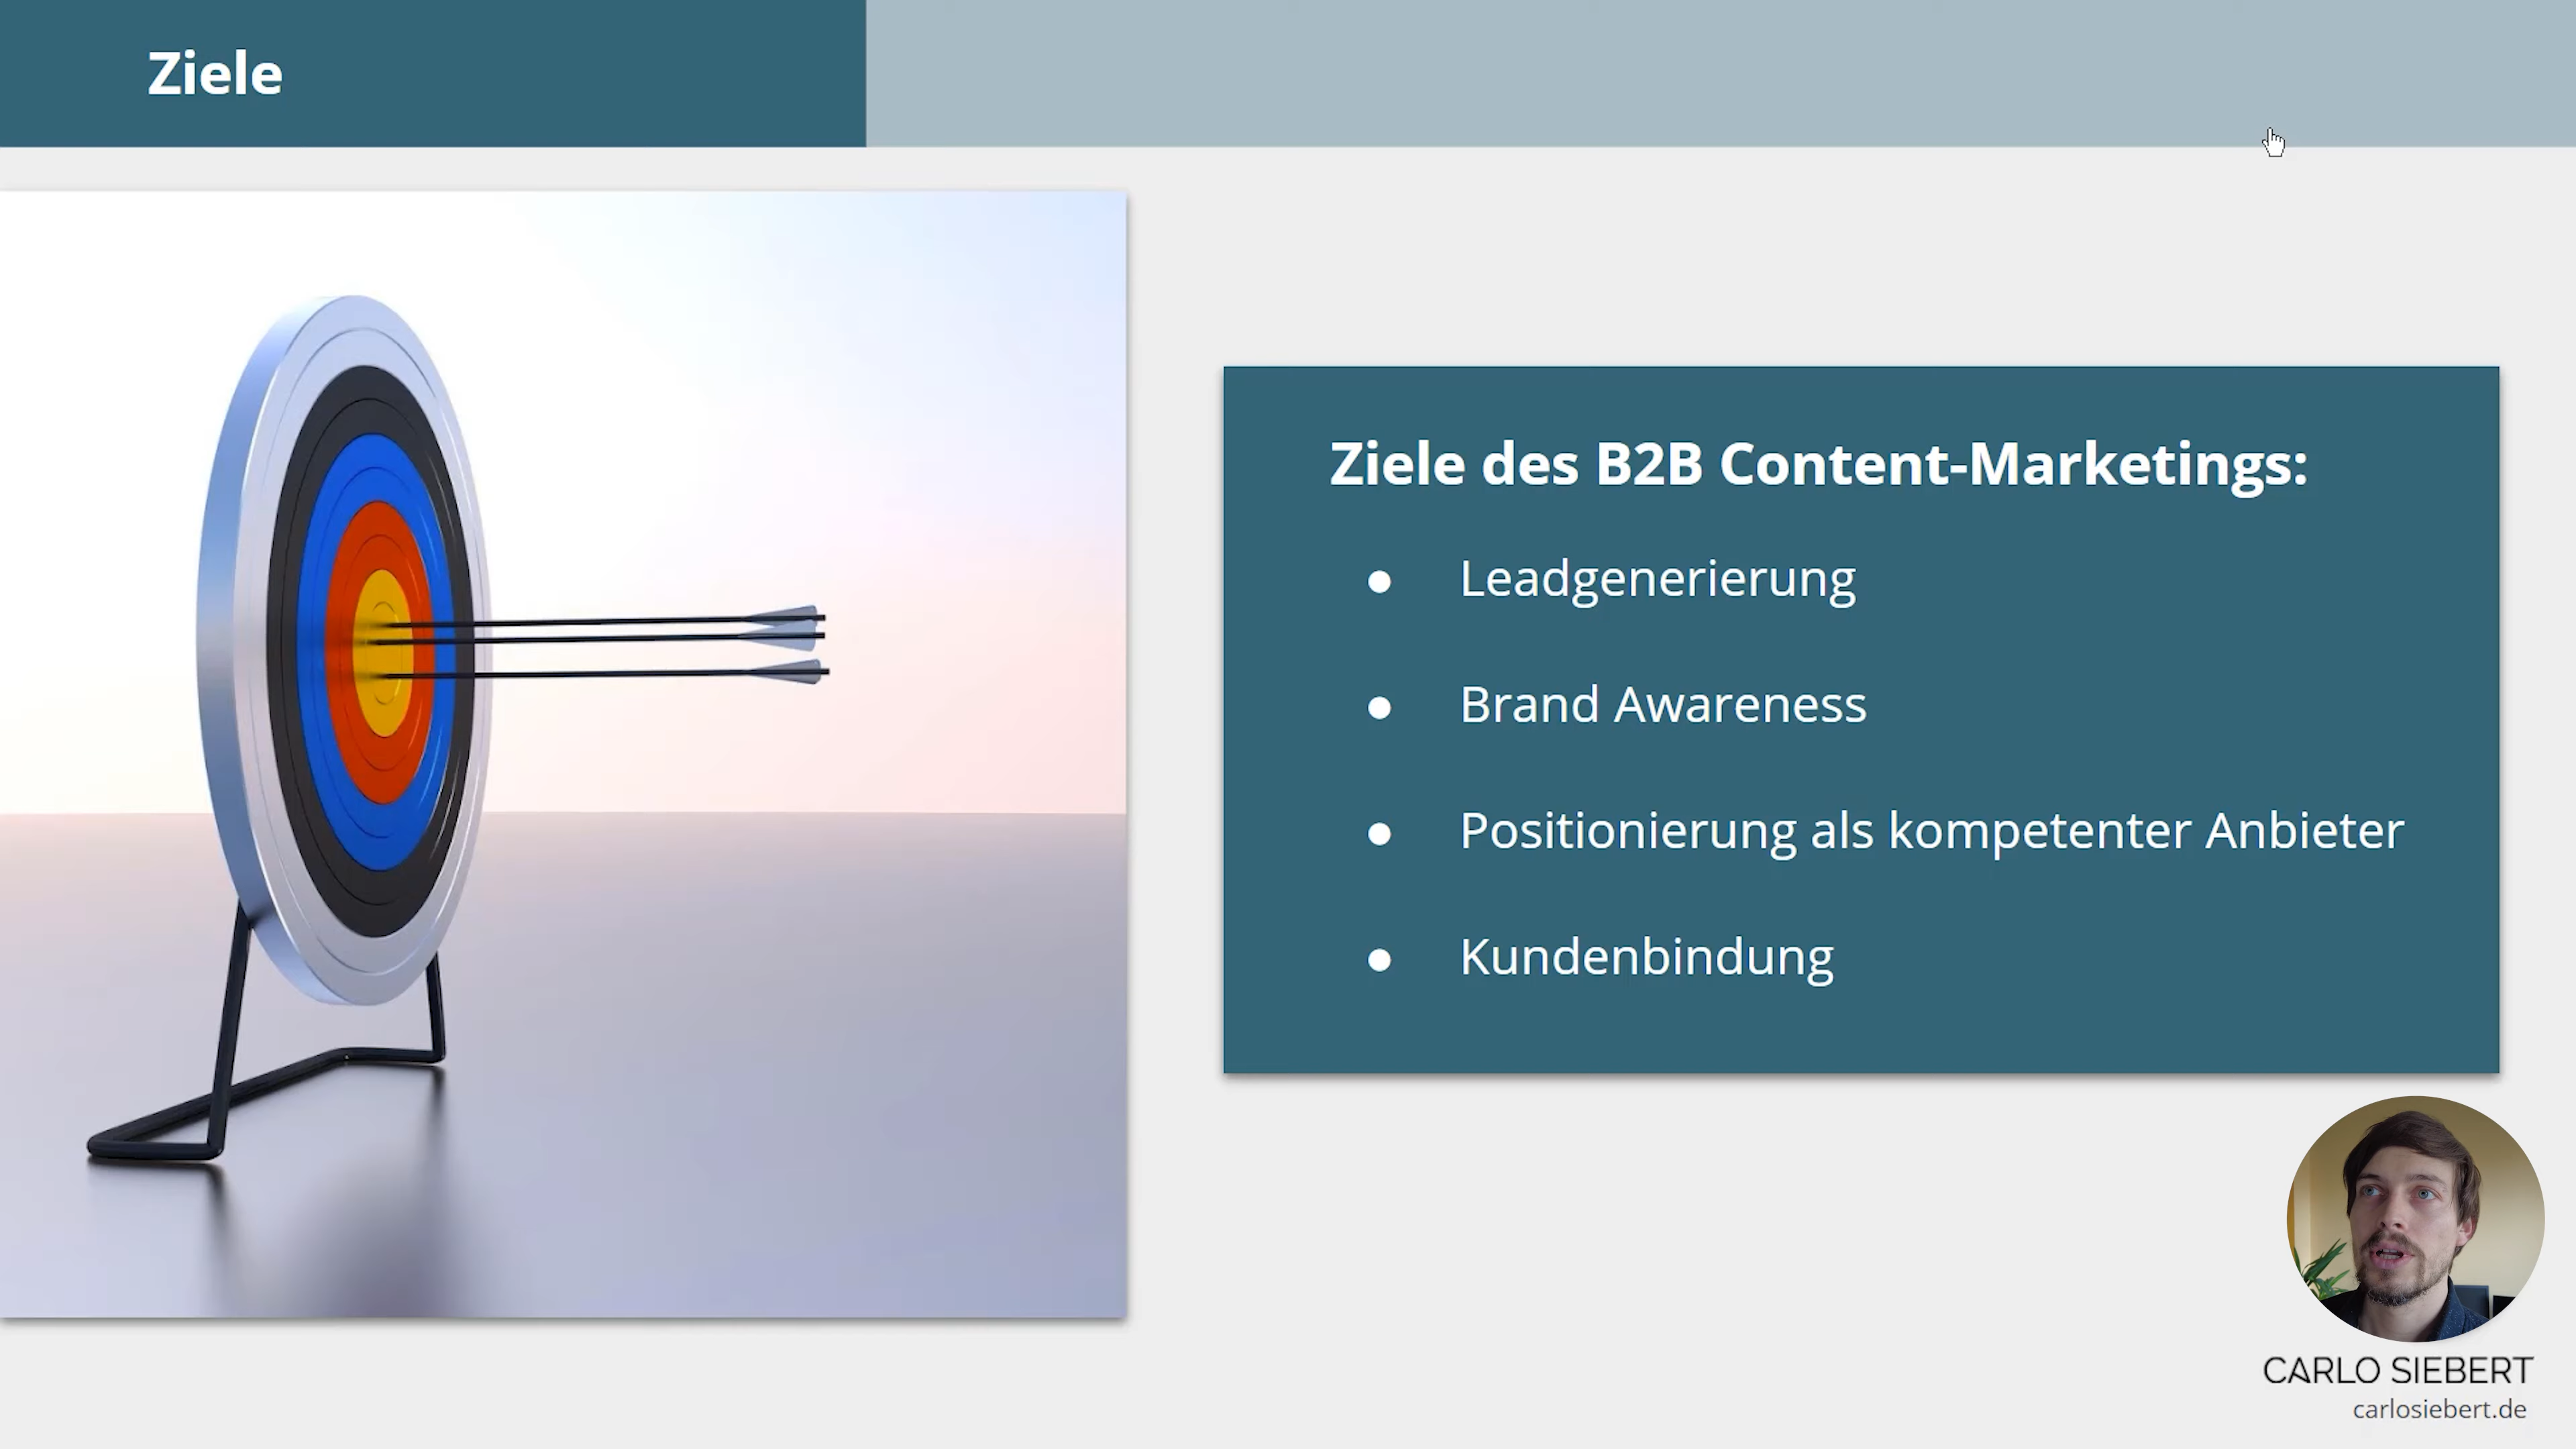 Ziele
Ziele des B2B Content-Marketings:
● Leadgenerierung
● Brand Awareness
● Positionierung als kompetenter Anbieter
● Kundenbindung
CARLO SIEBERT
carlosiebert.de